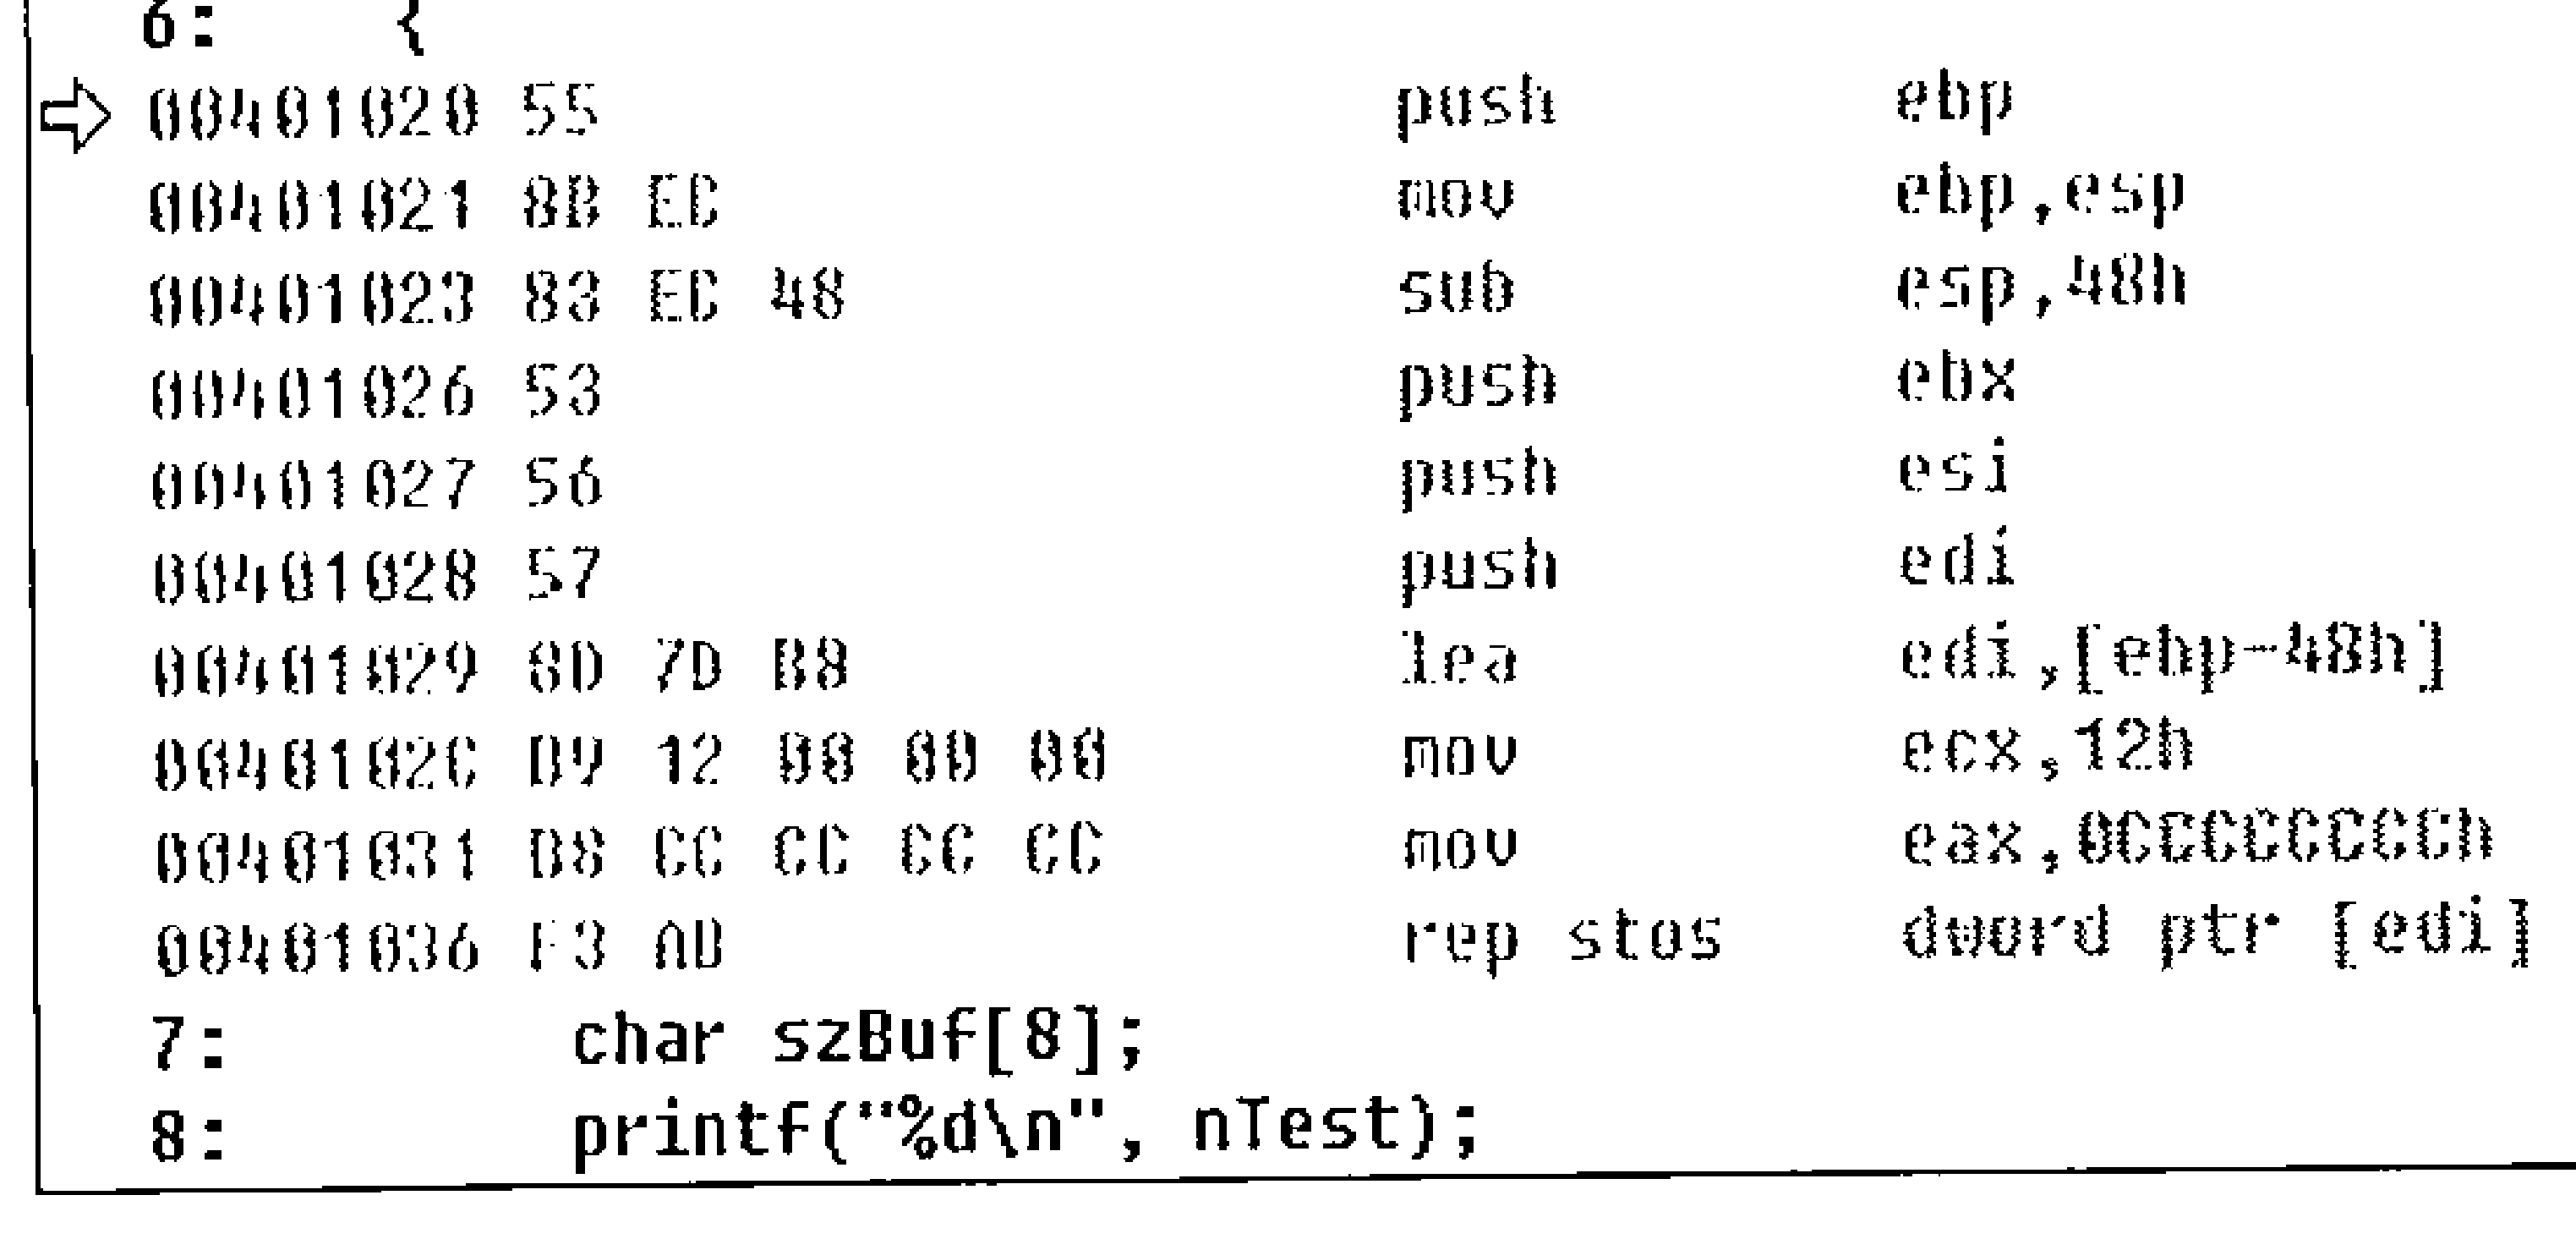 6: {
00401020 55 push ebp
00401021 8B EC mov ebp,esp
00401023 83 EC 48 sub esp,48h
00401026 53 push ebx
00401027 56 push esi
00401028 57 push edi
00401029 8D 7D B8 lea edi,[ebp-48h]
0040102C B9 12 00 00 00 mov ecx,12h
00401031 B8 CC CC CC CC mov eax,0CCCCCCCCh
00401036 F3 AB rep stos dword ptr [edi]
7: char szBuf[8];
8: printf("%d\n", nTest);